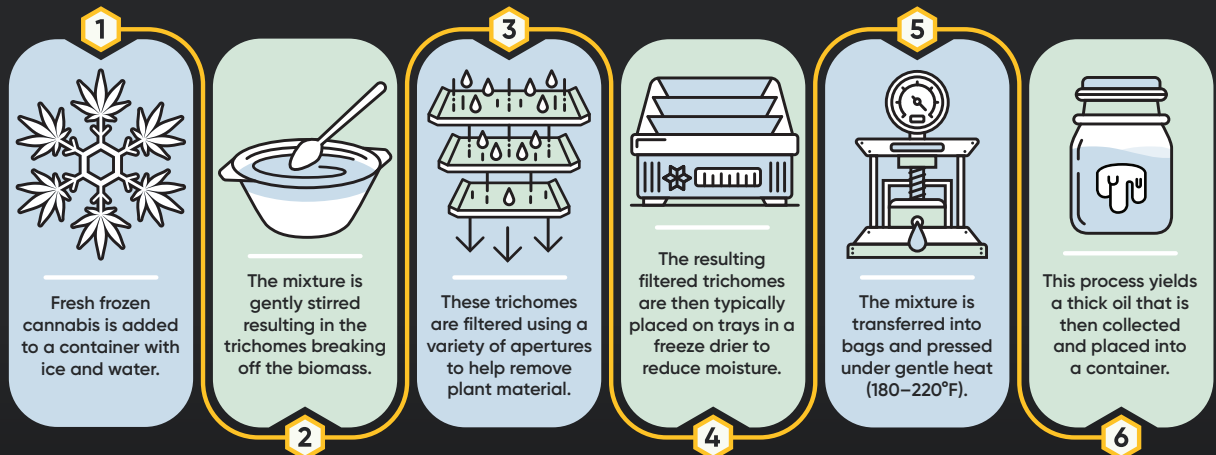 1
Fresh frozen
cannabis is added
to a container with
ice and water.
2
The mixture is
gently stirred
resulting in the
trichomes breaking
off the biomass.
3
These trichomes
are filtered using a
variety of apertures
to help remove
plant material.
4
The resulting
filtered trichomes
are then typically
placed on trays in a
freeze drier to
reduce moisture.
5
The mixture is
transferred into
bags and pressed
under gentle heat
(180–220°F).
6
This process yields
a thick oil that is
then collected
and placed into
a container.